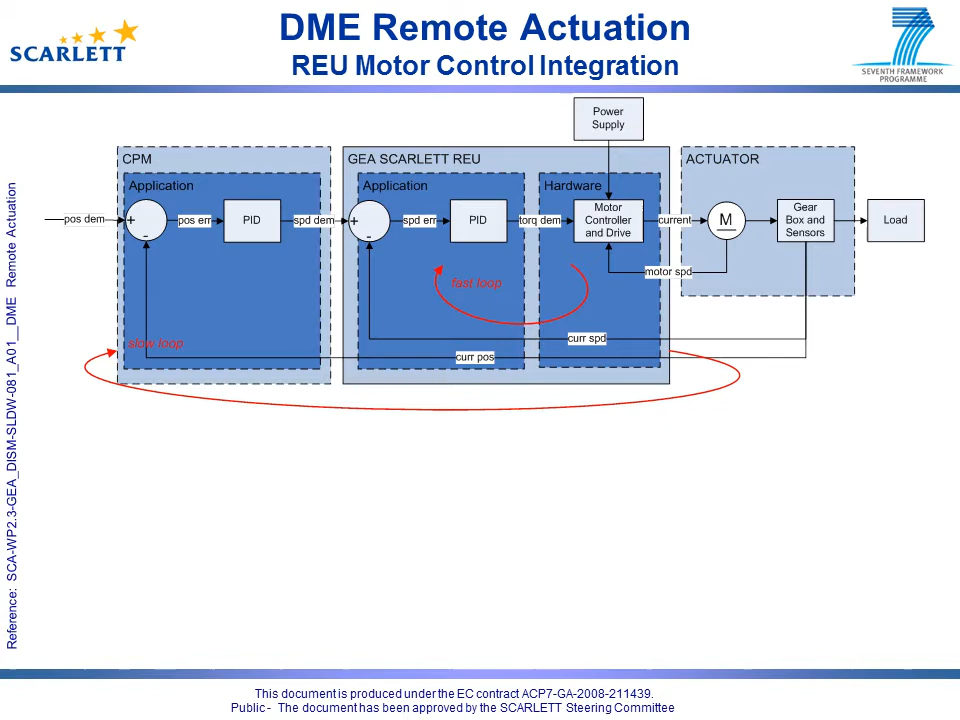 SCARLETT
DME Remote Actuation
REU Motor Control Integration
SEVENTH FRAMEWORK
PROGRAMME
Reference: SCA-WP2.3-GEA_DISM-SLDW-081_A01__DME Remote Actuation
Power
Supply
CPM
GEA SCARLETT REU
ACTUATOR
Application
Application
Hardware
pos dem
+
-
pos err
PID
spd dem
+
-
spd err
PID
torq dem
Motor
Controller
and Drive
current
M
Gear
Box and
Sensors
Load
motor spd
fast loop
slow loop
curr spd
curr pos
This document is produced under the EC contract ACP7-GA-2008-211439.
Public - The document has been approved by the SCARLETT Steering Committee